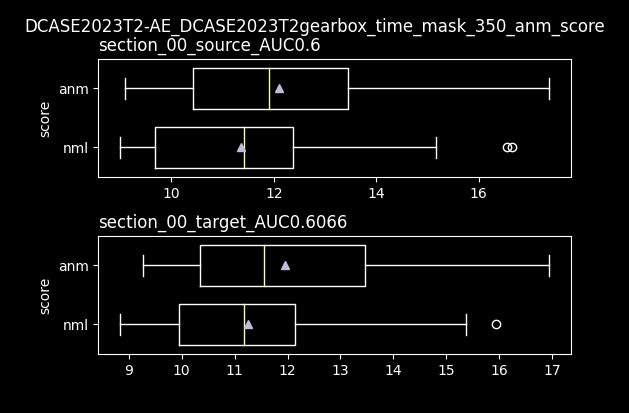 DCASE2023T2-AE_DCASE2023T2gearbox_time_mask_350_anm_score
section_00_source_AUC0.6
anm
score
nml
10 12 14 16
section_00_target_AUC0.6066
anm
score
nml
9 10 11 12 13 14 15 16 17